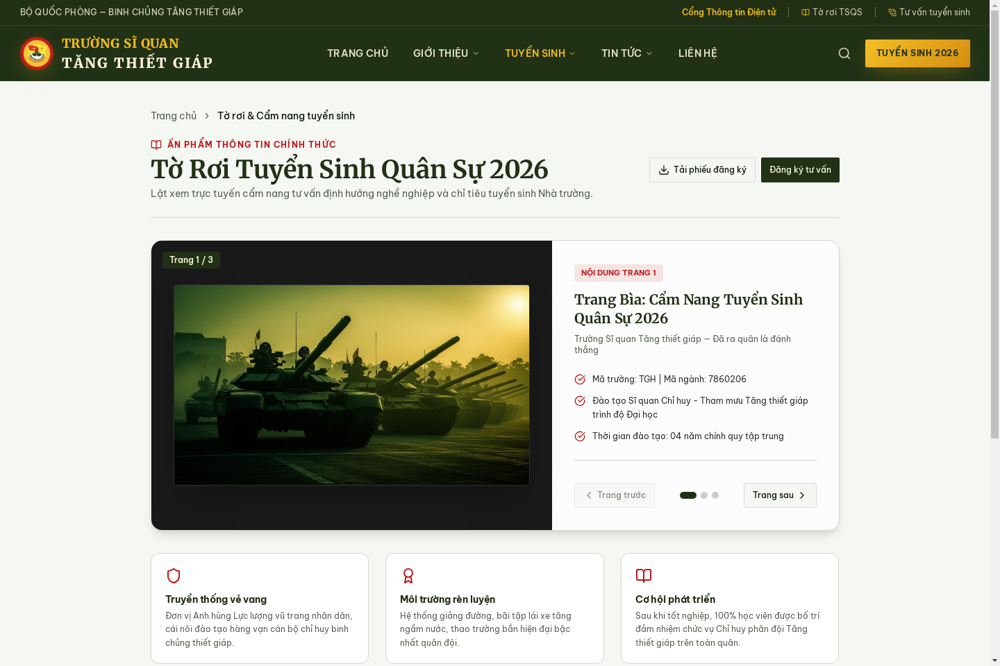 BỘ QUỐC PHÒNG — BINH CHỦNG TĂNG THIẾT GIÁP
Cổng Thông tin Điện tử
Tờ rơi TSQS
Tư vấn tuyển sinh
TRƯỜNG SĨ QUAN
TĂNG THIẾT GIÁP
TRANG CHỦ
GIỚI THIỆU
TUYỂN SINH
TIN TỨC
LIÊN HỆ
TUYỂN SINH 2026
Trang chủ
Tờ rơi & Cẩm nang tuyển sinh
ẤN PHẨM THÔNG TIN CHÍNH THỨC
Tờ Rơi Tuyển Sinh Quân Sự 2026
Lật xem trực tuyến cẩm nang tư vấn định hướng nghề nghiệp và chỉ tiêu tuyển sinh Nhà trường.
Tải phiếu đăng ký
Đăng ký tư vấn
Trang 1 / 3
NỘI DUNG TRANG 1
Trang Bìa: Cẩm Nang Tuyển Sinh
Quân Sự 2026
Trường Sĩ quan Tăng thiết giáp — Đã ra quân là đánh
thắng
Mã trường: TGH | Mã ngành: 7860206
Đào tạo Sĩ quan Chỉ huy - Tham mưu Tăng thiết giáp
trình độ Đại học
Thời gian đào tạo: 04 năm chính quy tập trung
Trang trước
Trang sau
Truyền thống vẻ vang
Đơn vị Anh hùng Lực lượng vũ trang nhân dân,
cái nôi đào tạo hàng vạn cán bộ chỉ huy binh
chủng thiết giáp.
Môi trường rèn luyện
Hệ thống giảng đường, bãi tập lái xe tăng
ngầm nước, thao trường bắn hiện đại bậc
nhất quân đội.
Cơ hội phát triển
Sau khi tốt nghiệp, 100% học viên được bố trí
đảm nhiệm chức vụ Chỉ huy phân đội Tăng
thiết giáp trên toàn quân.